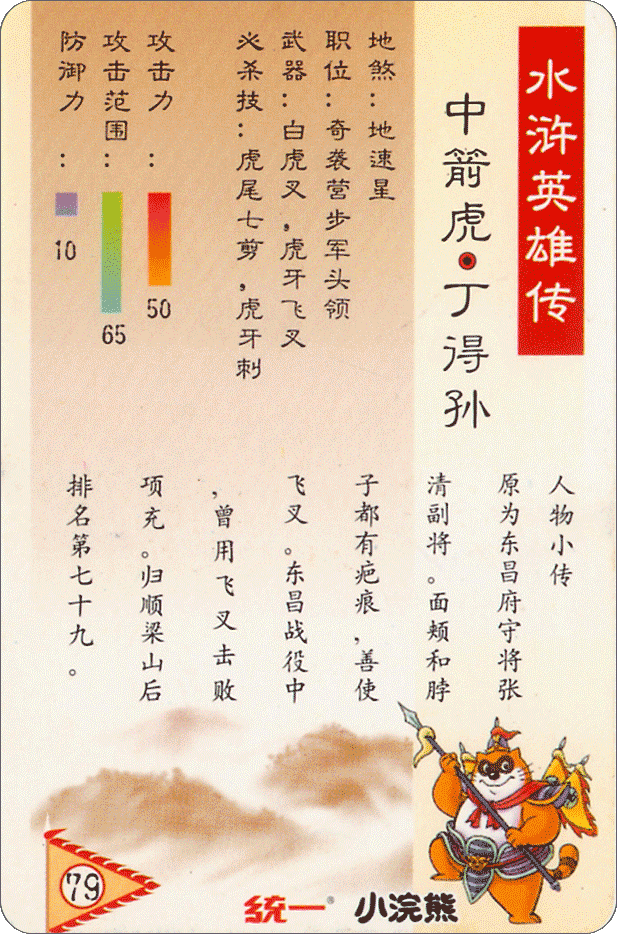 水浒英雄传
中箭虎·丁得孙
地煞：地速星
职位：奇袭营步军头领
武器：白虎叉，虎牙飞叉
必杀技：虎尾七剪，虎牙刺
攻击力：
50
攻击范围：
65
防御力：
10
人物小传
原为东昌府守将张
清副将。面颊和脖
子都有疤痕，善使
飞叉。东昌战役中
，曾用飞叉击败
项充。归顺梁山后
排名第七十九。
79
统一®
小浣熊